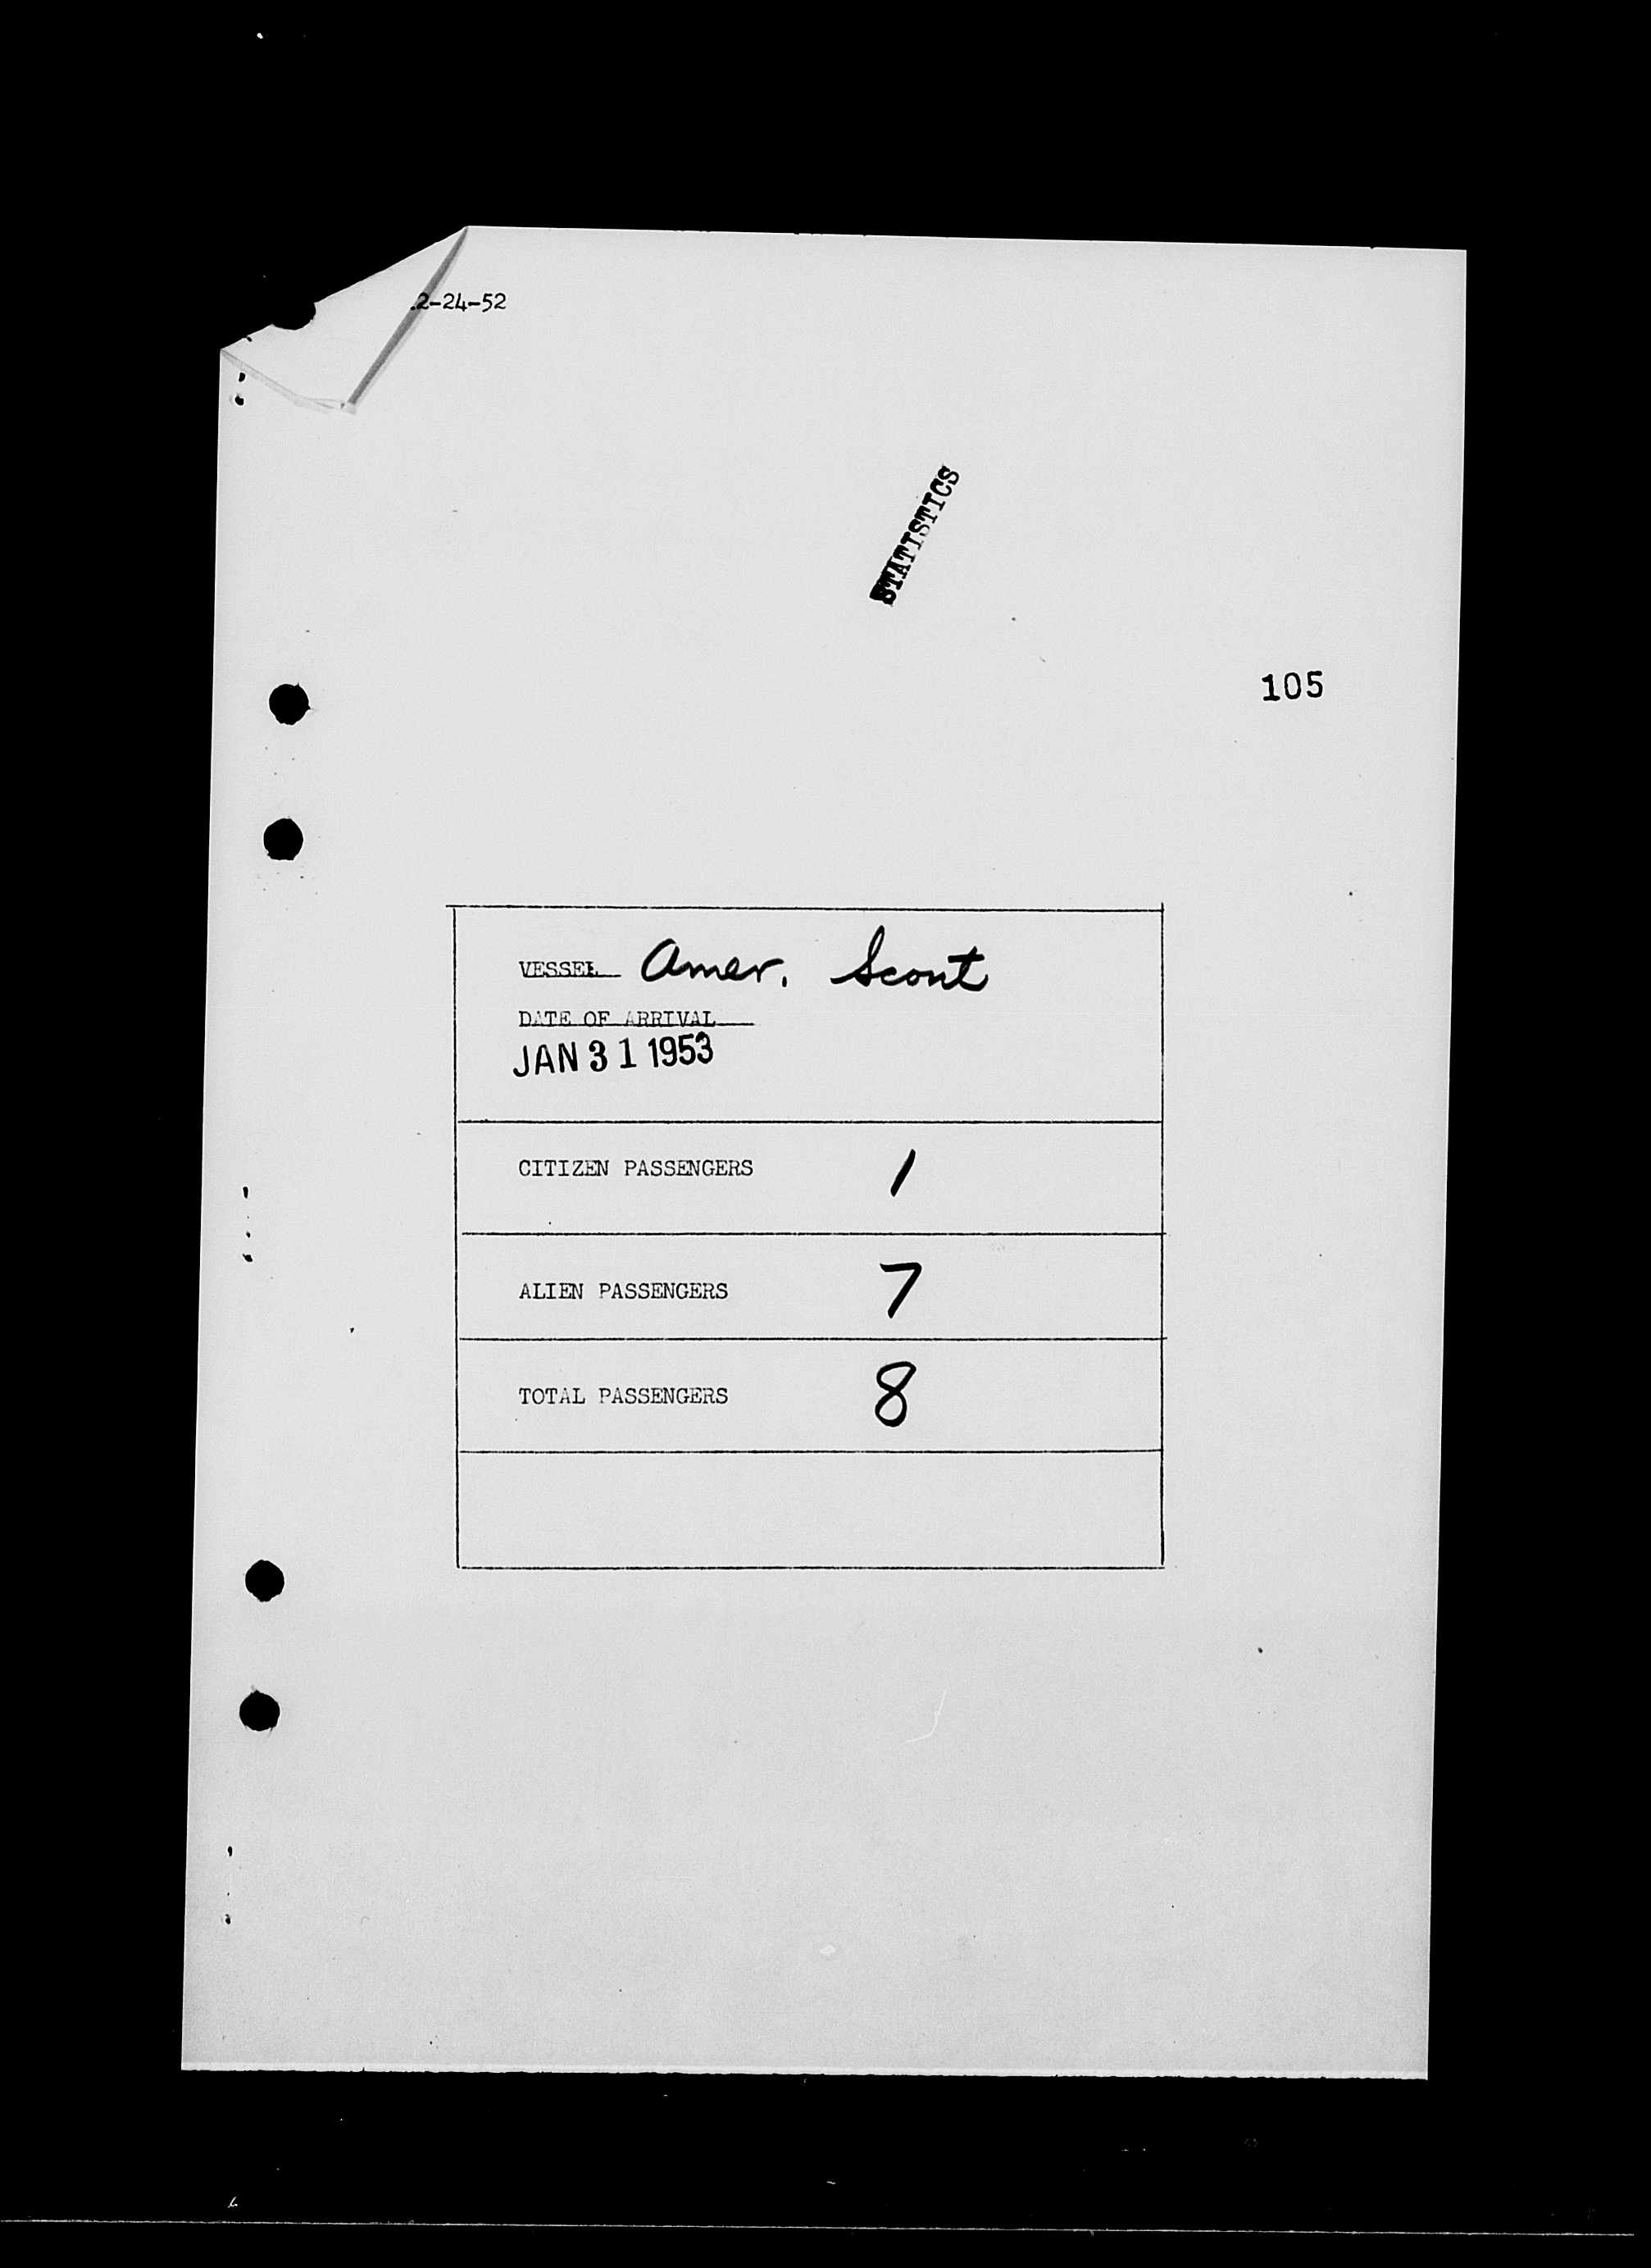 2-24-52
STATISTICS
105
VESSEL Amer. Scout
DATE OF ARRIVAL
JAN 31 1953
CITIZEN PASSENGERS 1
ALIEN PASSENGERS 7
TOTAL PASSENGERS 8